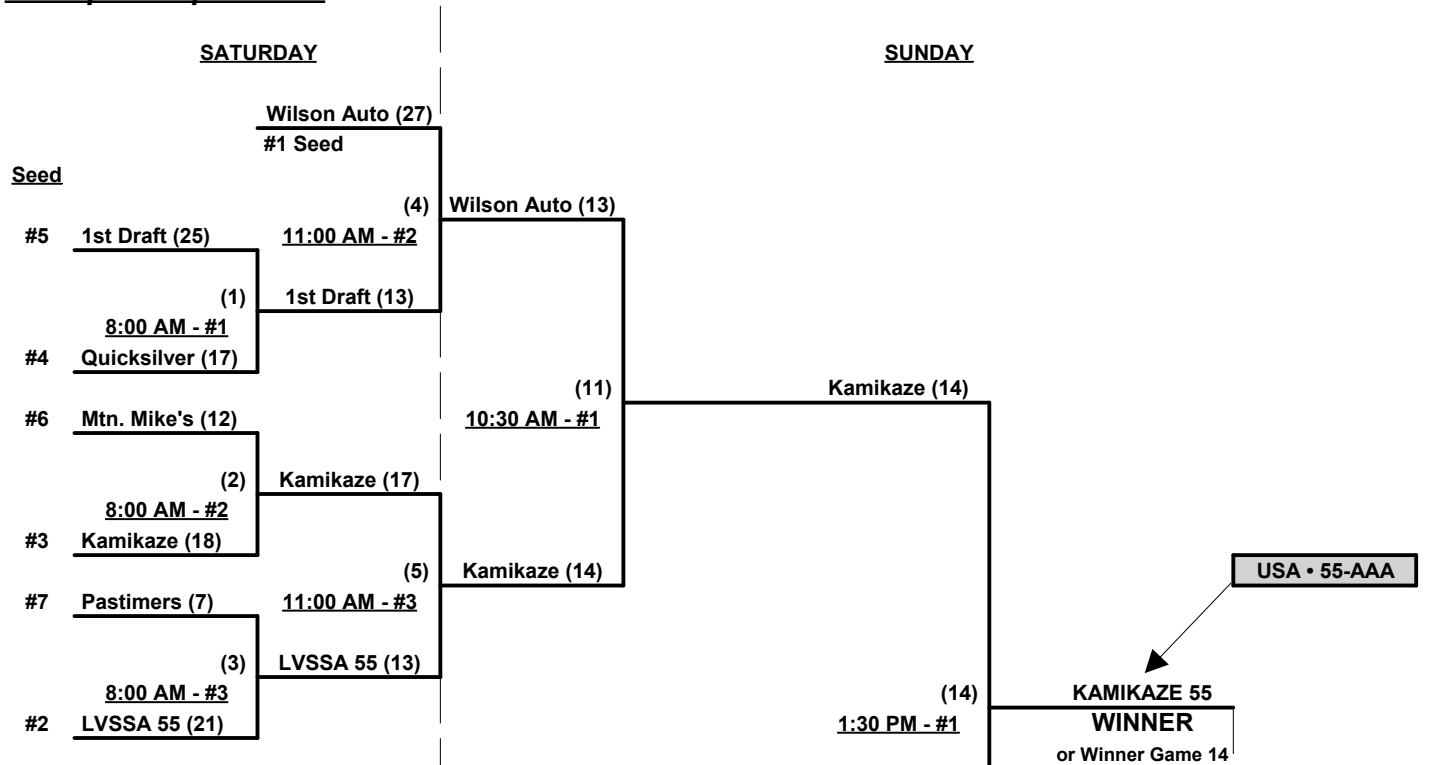 SATURDAY
SUNDAY
Wilson Auto (27)
#1 Seed
Seed
(4)
Wilson Auto (13)
#5 1st Draft (25)
11:00 AM - #2
(1)
1st Draft (13)
8:00 AM - #1
#4 Quicksilver (17)
(11)
Kamikaze (14)
#6 Mtn. Mike's (12)
10:30 AM - #1
(2)
Kamikaze (17)
8:00 AM - #2
#3 Kamikaze (18)
(5)
Kamikaze (14)
USA • 55-AAA
#7 Pastimers (7)
11:00 AM - #3
(3)
LVSSA 55 (13)
8:00 AM - #3
(14)
KAMIKAZE 55
#2 LVSSA 55 (21)
1:30 PM - #1
WINNER
or Winner Game 14